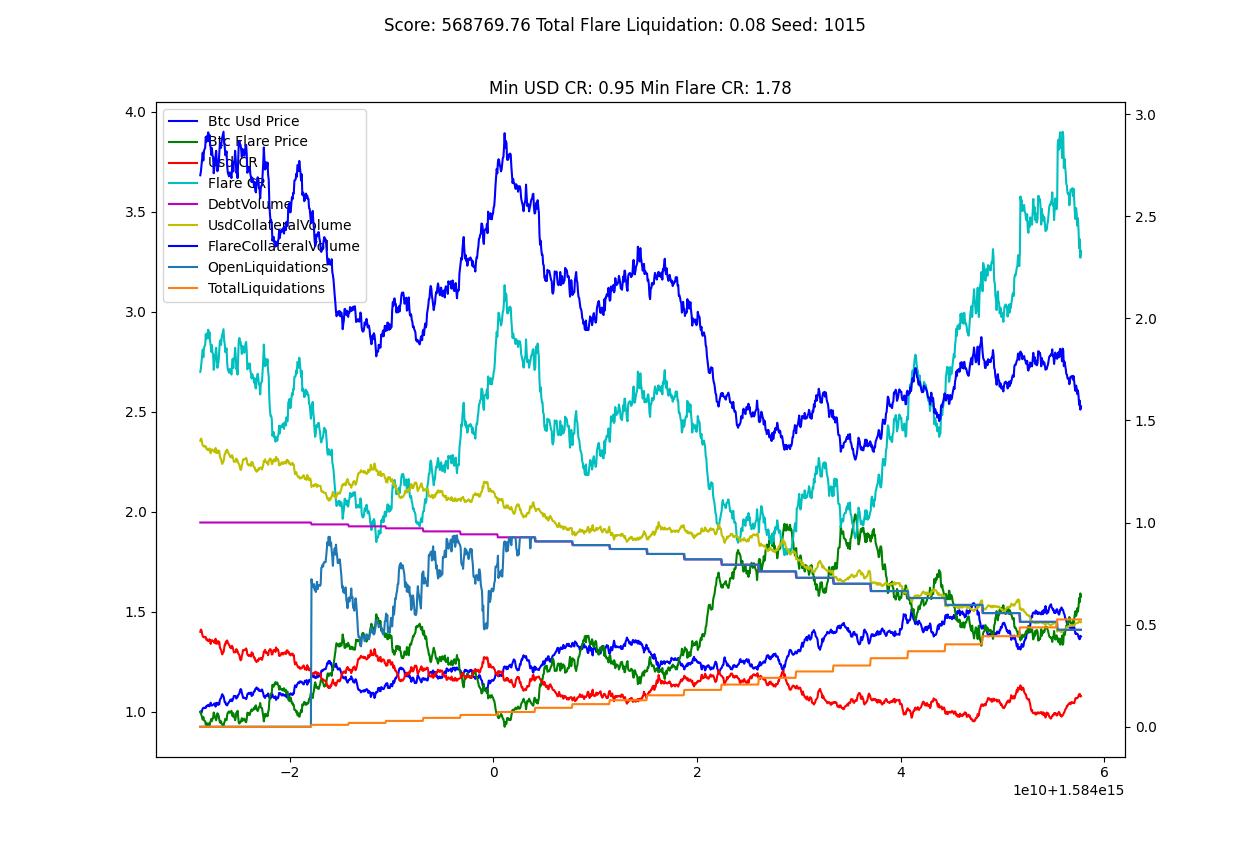 Score: 568769.76 Total Flare Liquidation: 0.08 Seed: 1015
Min USD CR: 0.95 Min Flare CR: 1.78
Btc Usd Price
Btc Flare Price
Usd CR
Flare CR
DebtVolume
UsdCollateralVolume
FlareCollateralVolume
OpenLiquidations
TotalLiquidations
4.0
3.5
3.0
2.5
2.0
1.5
1.0
3.0
2.5
2.0
1.5
1.0
0.5
0.0
−2
0
2
4
6
1e10+1.584e15